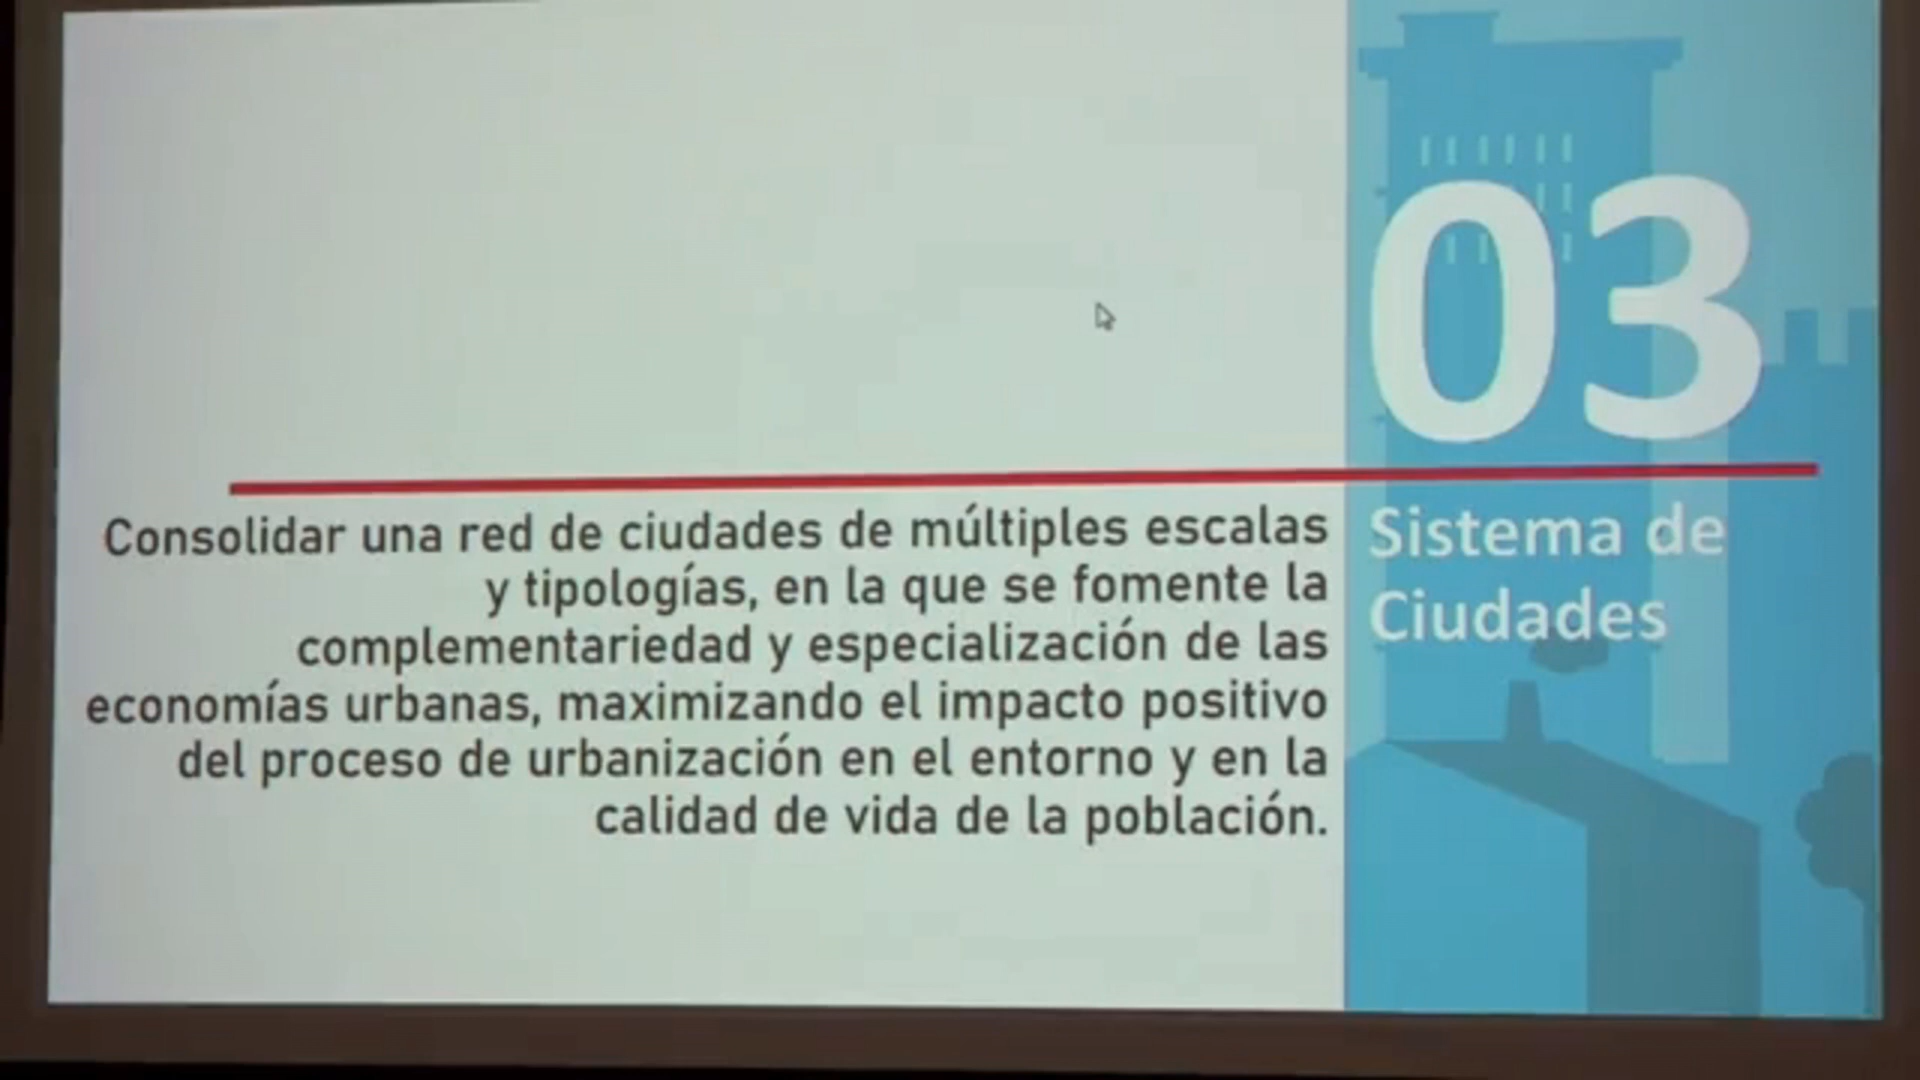 03
Sistema de
Ciudades
Consolidar una red de ciudades de múltiples escalas
y tipologías, en la que se fomente la
complementariedad y especialización de las
economías urbanas, maximizando el impacto positivo
del proceso de urbanización en el entorno y en la
calidad de vida de la población.